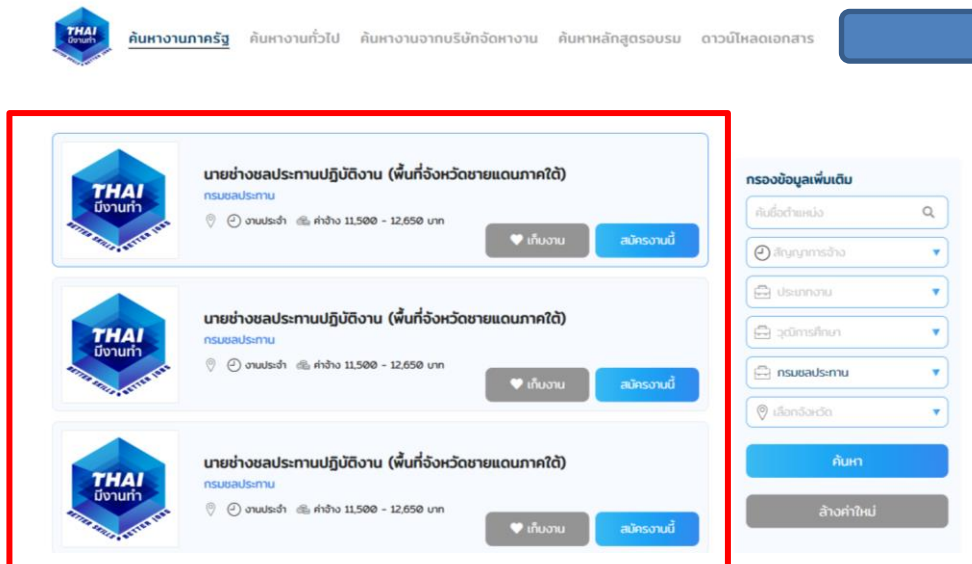 THAI
มีงานทำ
BETTER SKILLS • BETTER JOBS
ค้นหางานภาครัฐ ค้นหางานทั่วไป ค้นหางานจากบริษัทจัดหางาน ค้นหาหลักสูตรอบรม ดาวน์โหลดเอกสาร
THAI
มีงานทำ
BETTER SKILLS • BETTER JOBS
นายช่างชลประทานปฏิบัติงาน (พื้นที่จังหวัดชายแดนภาคใต้)
กรมชลประทาน
งานประจำ ค่าจ้าง 11,500 - 12,650 บาท
เก็บงาน สมัครงานนี้
THAI
มีงานทำ
BETTER SKILLS • BETTER JOBS
นายช่างชลประทานปฏิบัติงาน (พื้นที่จังหวัดชายแดนภาคใต้)
กรมชลประทาน
งานประจำ ค่าจ้าง 11,500 - 12,650 บาท
เก็บงาน สมัครงานนี้
THAI
มีงานทำ
BETTER SKILLS • BETTER JOBS
นายช่างชลประทานปฏิบัติงาน (พื้นที่จังหวัดชายแดนภาคใต้)
กรมชลประทาน
งานประจำ ค่าจ้าง 11,500 - 12,650 บาท
เก็บงาน สมัครงานนี้
กรองข้อมูลเพิ่มเติม
ค้นชื่อตำแหน่ง
สัญญาการจ้าง
ประเภทงาน
วุฒิการศึกษา
กรมชลประทาน
เลือกจังหวัด
ค้นหา
ล้างค่าใหม่